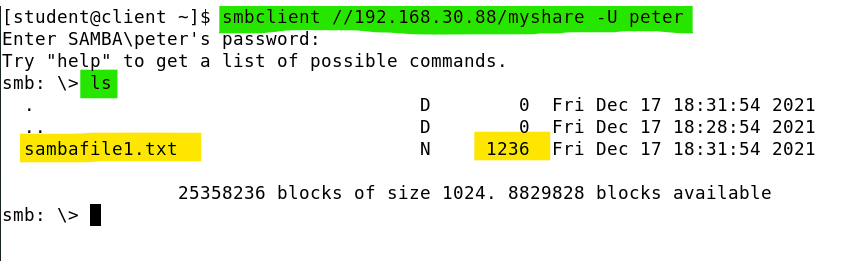 [student@client ~]$ smbclient //192.168.30.88/myshare -U peter
Enter SAMBA\peter's password:
Try "help" to get a list of possible commands.
smb: \> ls
  .                                   D        0  Fri Dec 17 18:31:54 2021
  ..                                  D        0  Fri Dec 17 18:28:54 2021
  sambafile1.txt                      N     1236  Fri Dec 17 18:31:54 2021
                25358236 blocks of size 1024. 8829828 blocks available
smb: \>